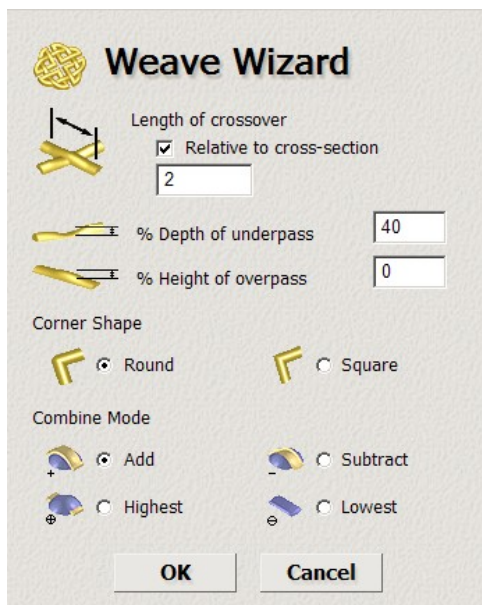 Weave Wizard
Length of crossover
Relative to cross-section
2
% Depth of underpass 40
% Height of overpass 0
Corner Shape
Round Square
Combine Mode
Add Subtract
Highest Lowest
OK Cancel